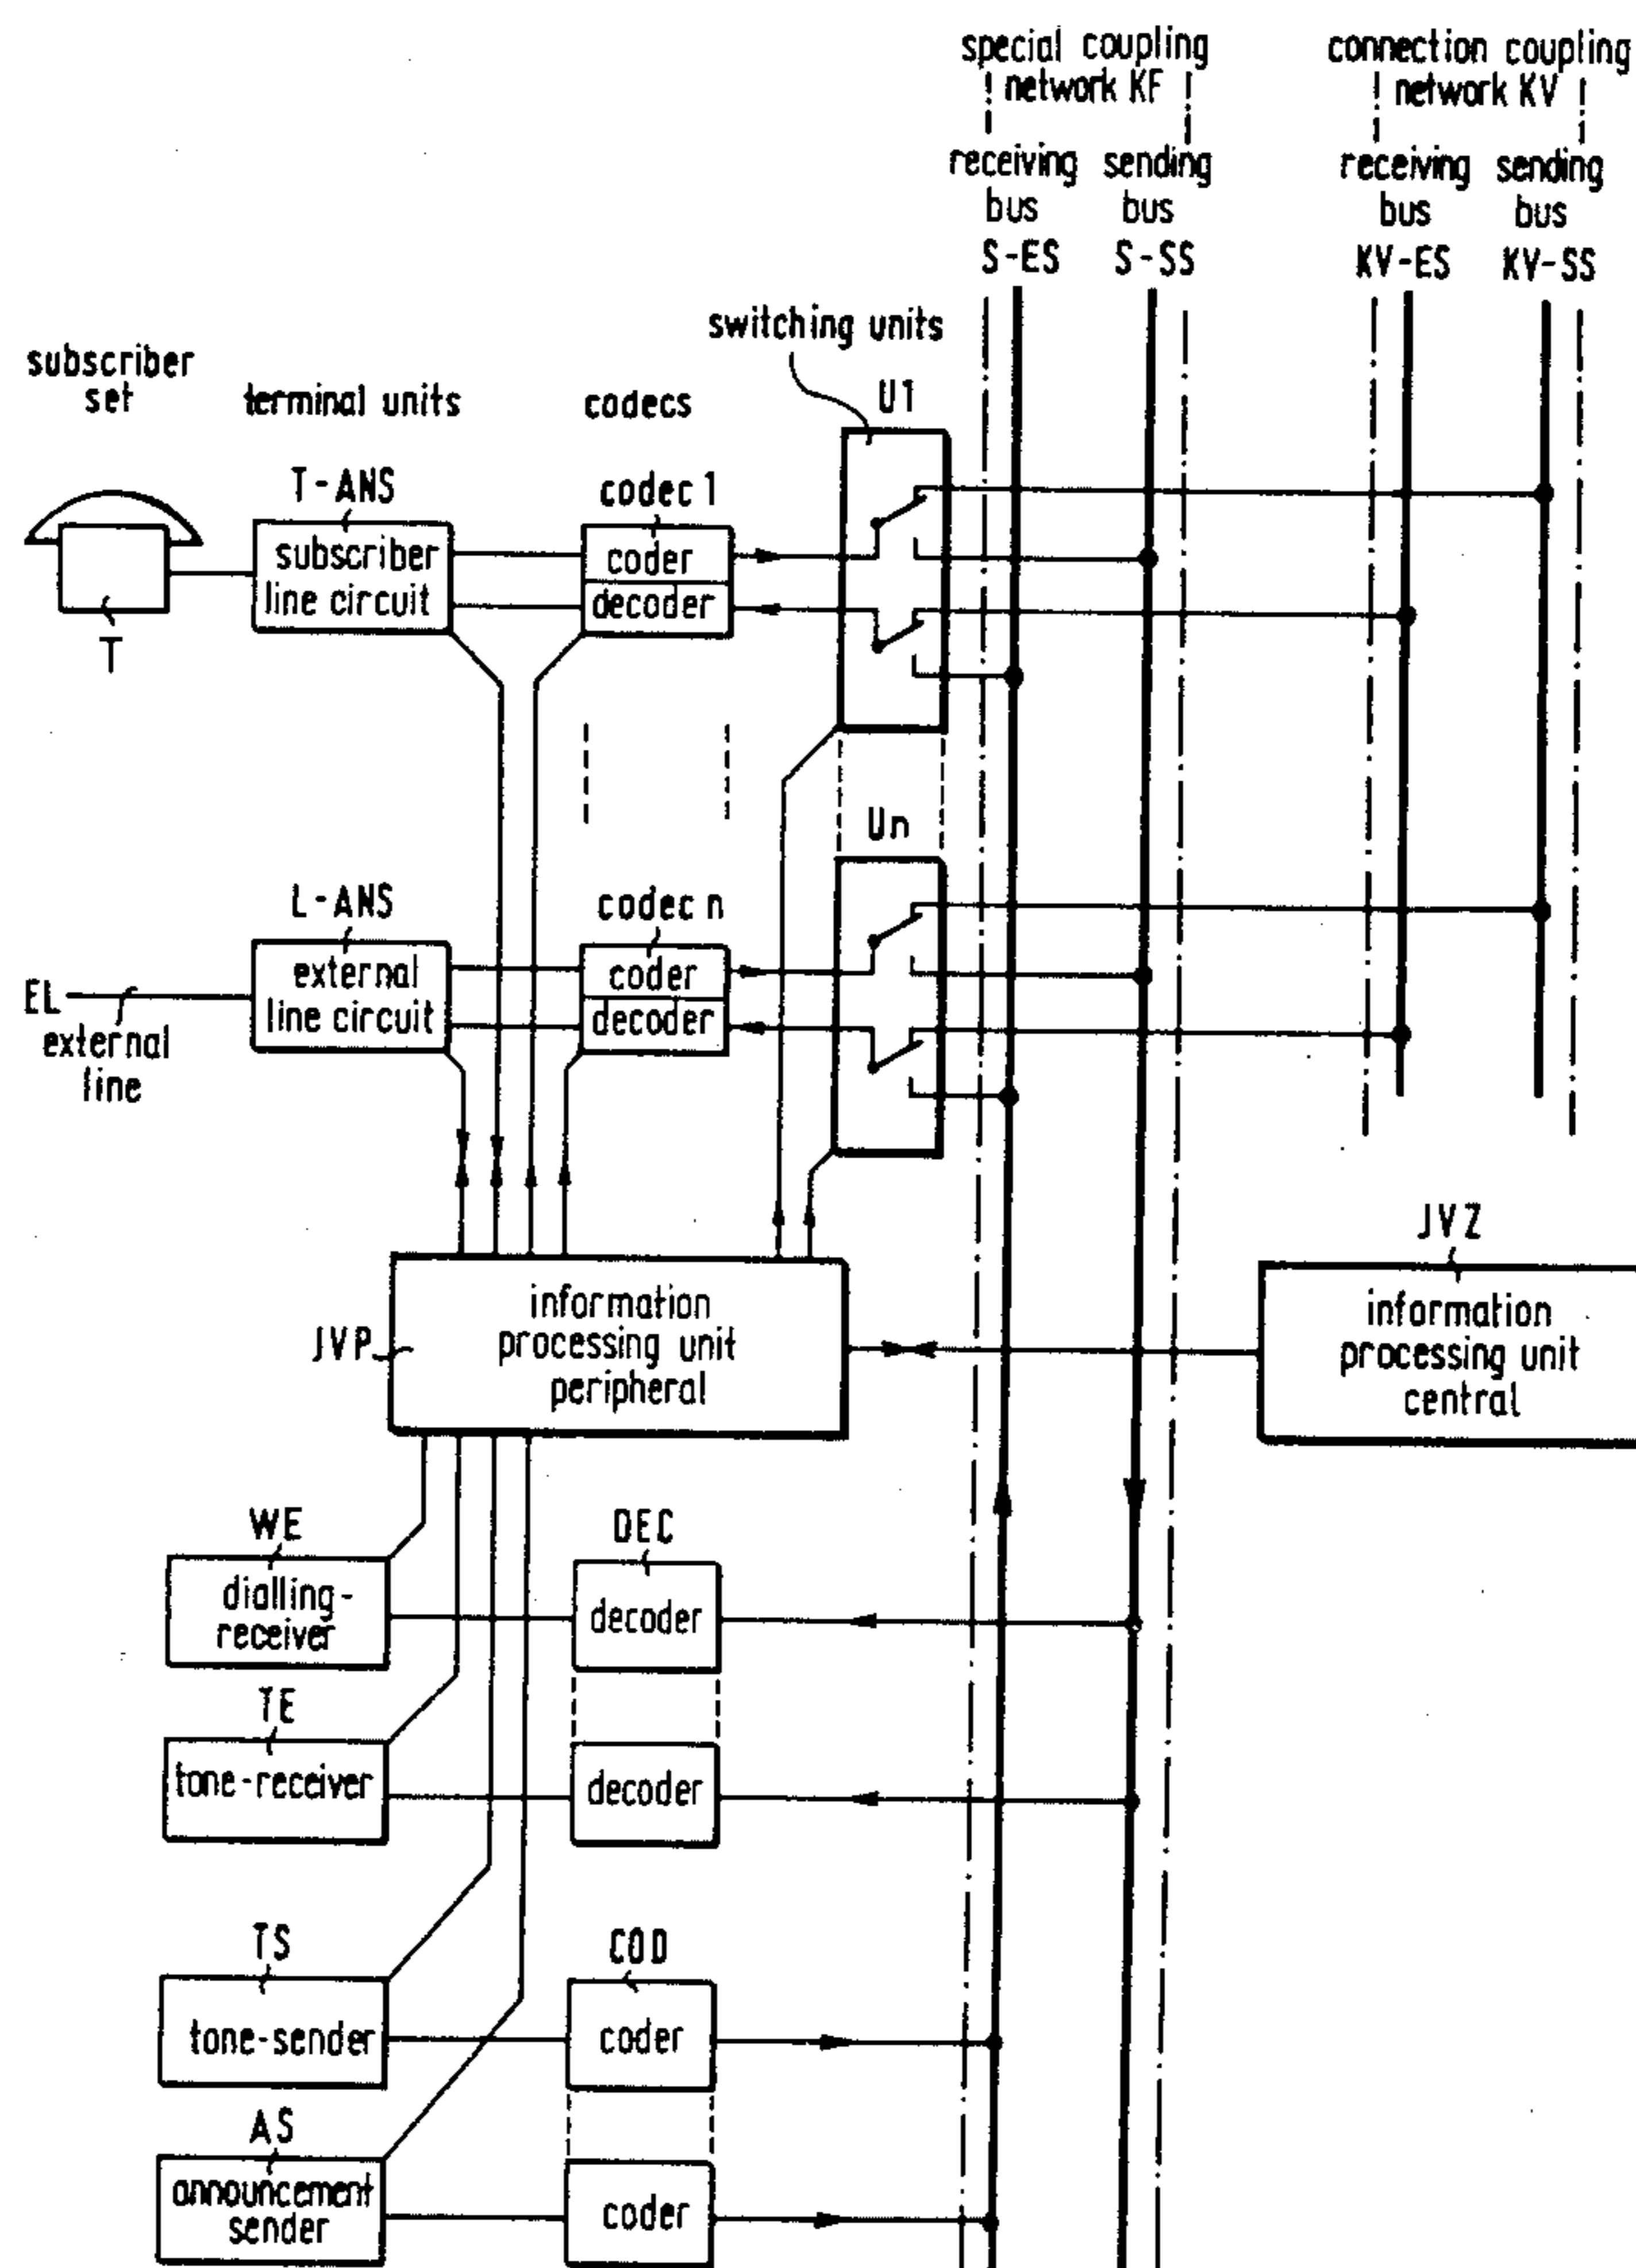 special coupling
network KF
connection coupling
network KV
receiving
bus
S-ES
sending
bus
S-SS
receiving
bus
KV-ES
sending
bus
KV-SS
switching units
U1
subscriber
set
terminal units
codecs
T-ANS
subscriber
line circuit
codec 1
coder
decoder
T
Un
L-ANS
external
line circuit
codec n
coder
decoder
EL
external
line
JVZ
information
processing unit
central
JVP
information
processing unit
peripheral
WE
dialling-
receiver
DEC
decoder
TE
tone-receiver
decoder
TS
tone-sender
COD
coder
AS
announcement
sender
coder